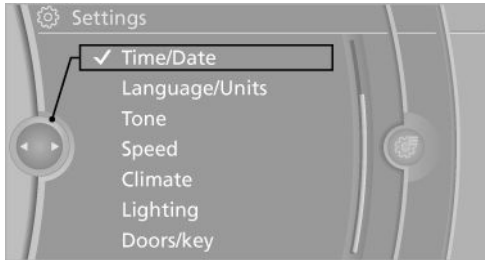 Settings
Time/Date
Language/Units
Tone
Speed
Climate
Lighting
Doors/key